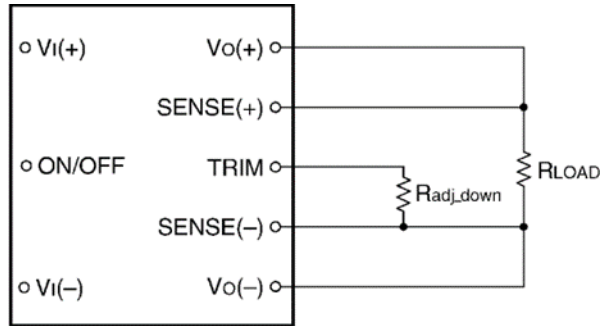 VI(+)
VO(+)
SENSE(+)
ON/OFF
TRIM
RLOAD
Radj_down
SENSE(−)
VI(−)
VO(−)